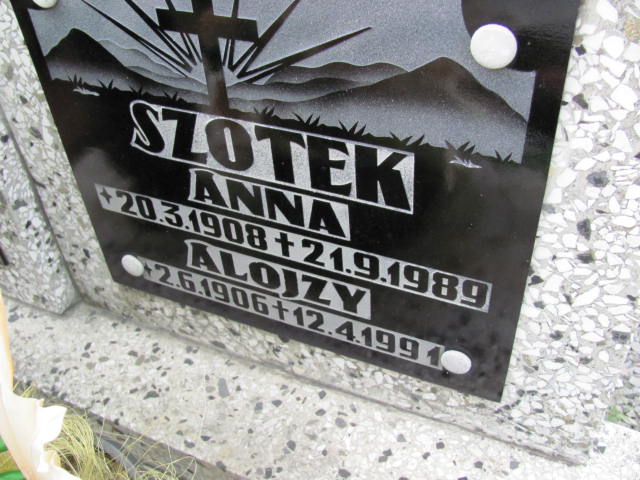 SZOTEK
ANNA
20.3.1908 + 21.9.1989
ALOJZY
2.6.1906 + 12.4.1991